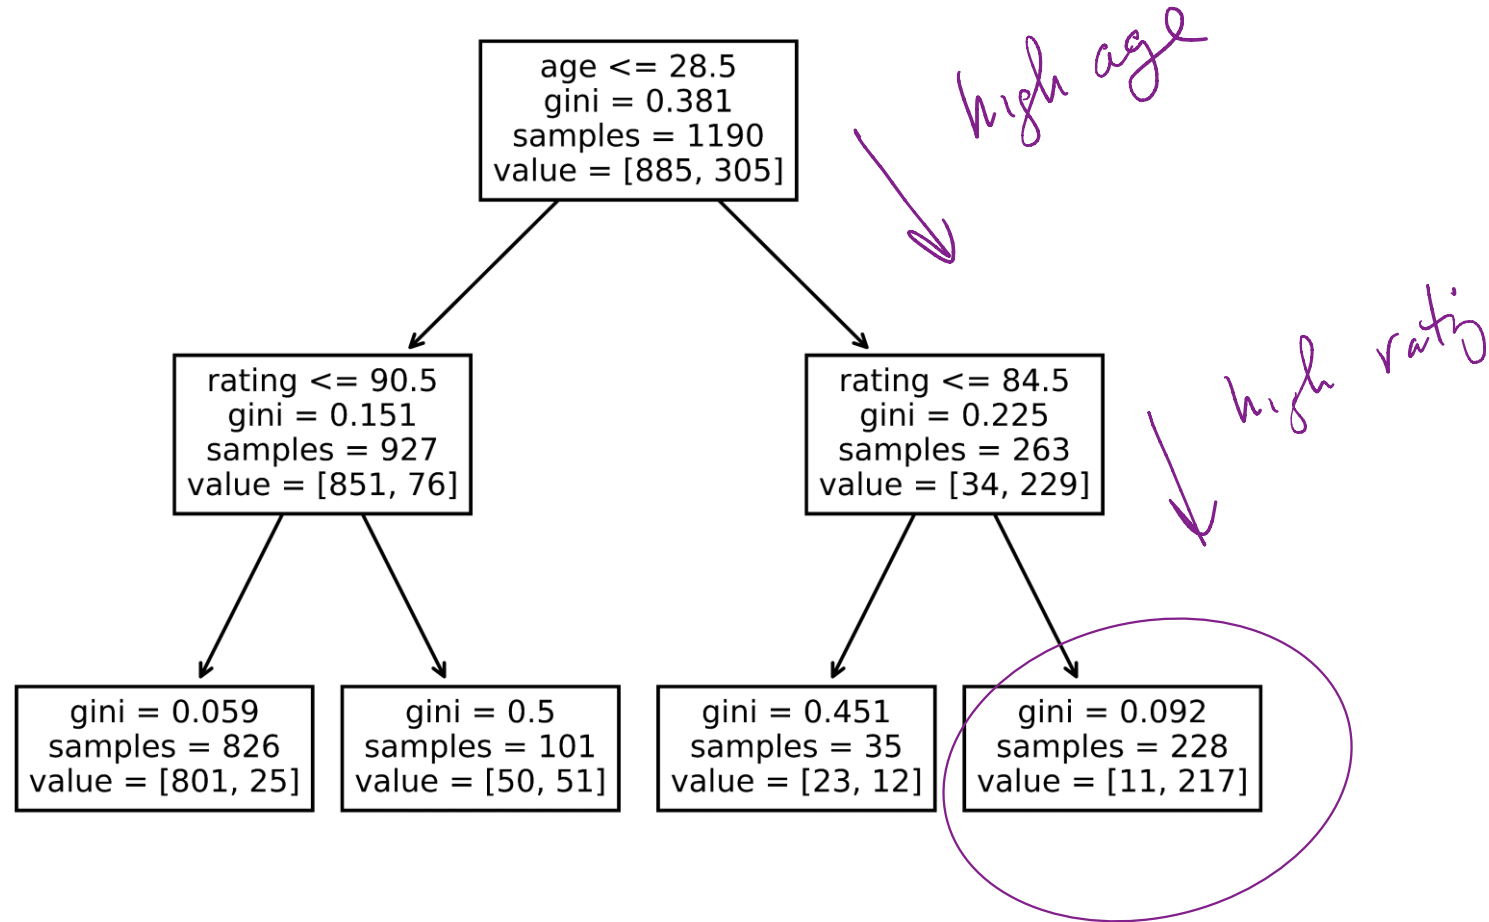 age <= 28.5
gini = 0.381
samples = 1190
value = [885, 305]
high age
rating <= 90.5
gini = 0.151
samples = 927
value = [851, 76]
rating <= 84.5
gini = 0.225
samples = 263
value = [34, 229]
high rating
gini = 0.059
samples = 826
value = [801, 25]
gini = 0.5
samples = 101
value = [50, 51]
gini = 0.451
samples = 35
value = [23, 12]
gini = 0.092
samples = 228
value = [11, 217]